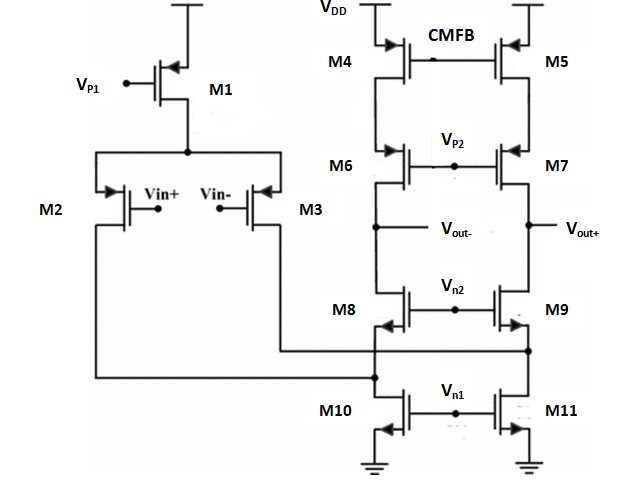 VDD
CMFB
M4
M5
VP1
M1
VP2
M6
M7
Vin+
Vin-
M2
M3
Vout-
Vout+
Vn2
M8
M9
Vn1
M10
M11